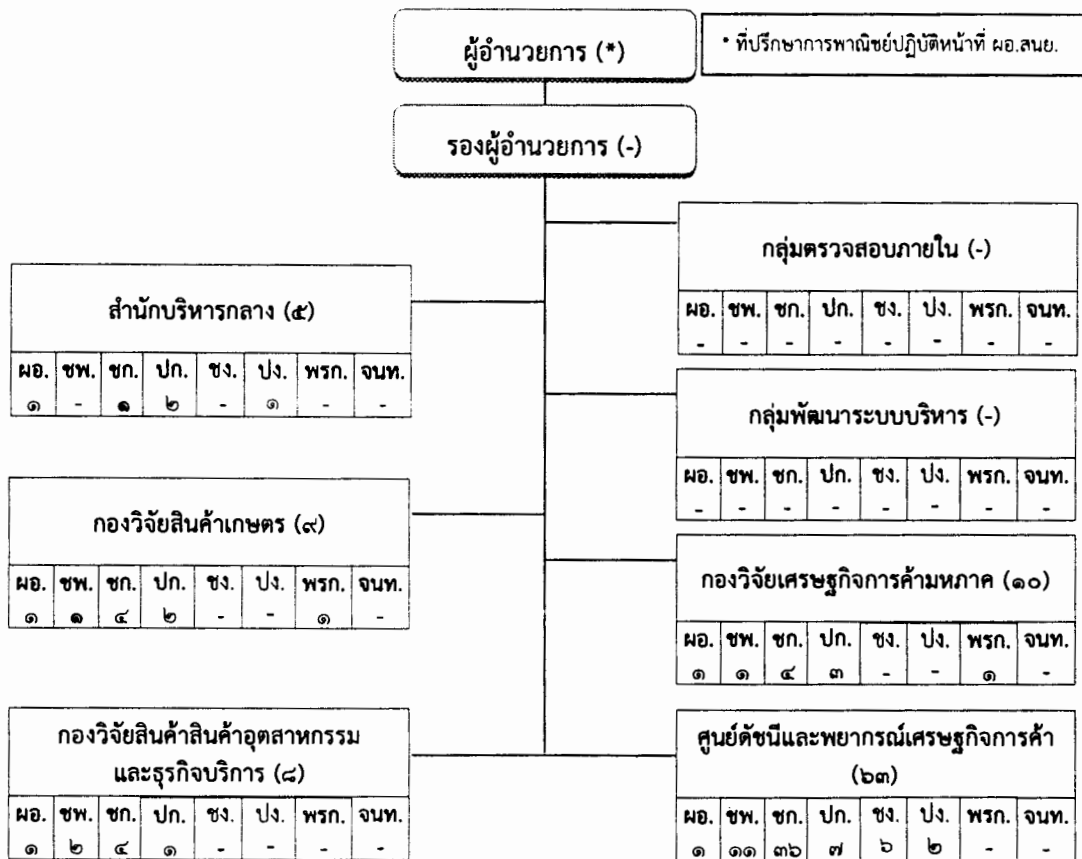 ผู้อำนวยการ (*)
* ที่ปรึกษาการพาณิชย์ปฏิบัติหน้าที่ ผอ.สนย.
รองผู้อำนวยการ (-)
กลุ่มตรวจสอบภายใน (-)
ผอ. ชพ. ชก. ปก. ชง. ปง. พรก. จนท.
- - - - - - - -
สำนักบริหารกลาง (๕)
ผอ. ชพ. ชก. ปก. ชง. ปง. พรก. จนท.
๑ - ๑ ๒ - ๑ - -
กลุ่มพัฒนาระบบบริหาร (-)
ผอ. ชพ. ชก. ปก. ชง. ปง. พรก. จนท.
- - - - - - - -
กองวิจัยสินค้าเกษตร (๙)
ผอ. ชพ. ชก. ปก. ชง. ปง. พรก. จนท.
๑ ๑ ๔ ๒ - - ๑ -
กองวิจัยเศรษฐกิจการค้ามหภาค (๑๐)
ผอ. ชพ. ชก. ปก. ชง. ปง. พรก. จนท.
๑ ๑ ๔ ๓ - - ๑ -
กองวิจัยสินค้าสินค้าอุตสาหกรรม
และธุรกิจบริการ (๘)
ผอ. ชพ. ชก. ปก. ชง. ปง. พรก. จนท.
๑ ๒ ๔ ๑ - - - -
ศูนย์ดัชนีและพยากรณ์เศรษฐกิจการค้า
(๖๓)
ผอ. ชพ. ชก. ปก. ชง. ปง. พรก. จนท.
๑ ๑๑ ๓๖ ๗ ๖ ๒ - -